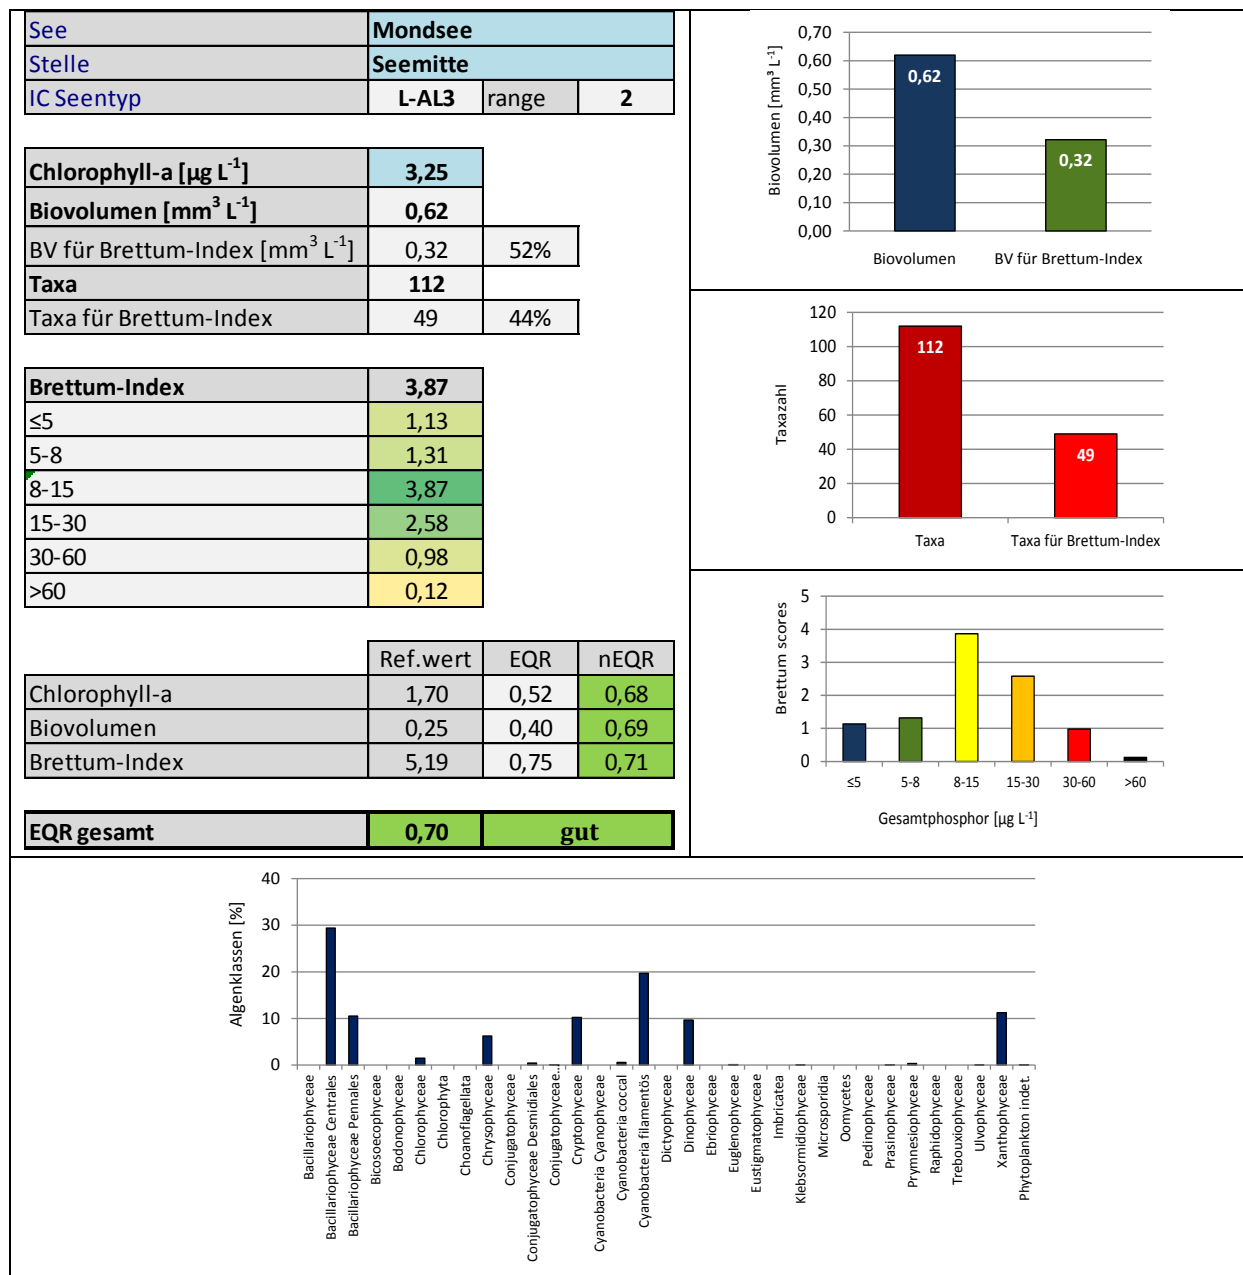 See Mondsee
Stelle Seemitte
IC Seentyp L-AL3 range 2
Chlorophyll-a [µg L⁻¹] 3,25
Biovolumen [mm³ L⁻¹] 0,62
BV für Brettum-Index [mm³ L⁻¹] 0,32 52%
Taxa 112
Taxa für Brettum-Index 49 44%
Brettum-Index 3,87
≤5 1,13
5-8 1,31
8-15 3,87
15-30 2,58
30-60 0,98
>60 0,12
Ref.wert EQR nEQR
Chlorophyll-a 1,70 0,52 0,68
Biovolumen 0,25 0,40 0,69
Brettum-Index 5,19 0,75 0,71
EQR gesamt 0,70 gut
Biovolumen [mm³ L⁻¹]
0,70
0,60
0,50
0,40
0,30
0,20
0,10
0,00
0,62
0,32
Biovolumen BV für Brettum-Index
Taxazahl
120
100
80
60
40
20
0
112
49
Taxa Taxa für Brettum-Index
Brettum scores
5
4
3
2
1
0
≤5 5-8 8-15 15-30 30-60 >60
Gesamtphosphor [µg L⁻¹]
Algenklassen [%]
40
30
20
10
0
Bacillariophyceae
Bacillariophyceae Centrales
Bacillariophyceae Pennales
Bicosoecophyceae
Bodonophyceae
Chlorophyceae
Chlorophyta
Choanoflagellata
Chrysophyceae
Conjugatophyceae
Conjugatophyceae Desmidiales
Conjugatophyceae...
Cryptophyceae
Cyanobacteria Cyanophyceae
Cyanobacteria coccal
Cyanobacteria filamentös
Dictyophyceae
Dinophyceae
Ebriophyceae
Euglenophyceae
Eustigmatophyceae
Imbricatea
Klebsormidiophyceae
Microsporidia
Oomycetes
Pedinophyceae
Prasinophyceae
Prymnesiophyceae
Raphidophyceae
Trebouxiophyceae
Ulvophyceae
Xanthophyceae
Phytoplankton indet.